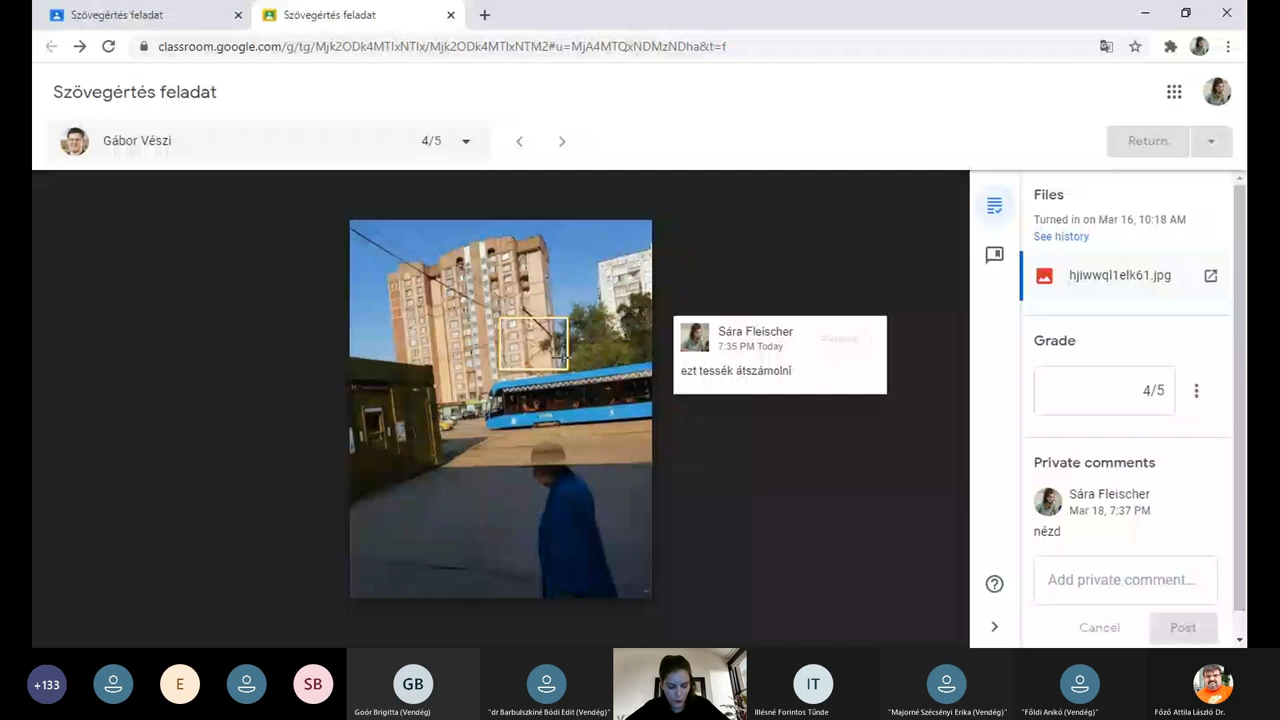 Szövegértés feladat
Szövegértés feladat
classroom.google.com/g/tg/Mjk2ODk4MTIxNTIx/Mjk2ODk4MTIxNTM2#u=MjA4MTQxNDMzNDha&t=f
Szövegértés feladat
Gábor Vészi
4/5
Return
Files
Turned in on Mar 16, 10:18 AM
See history
hjiwwql1elk61.jpg
Sára Fleischer
7:35 PM Today
ezt tessék átszámolni
Grade
4/5
Private comments
Sára Fleischer
Mar 18, 7:37 PM
nézd
Add private comment...
Cancel
Post
+133
E
SB
GB
IT
Goór Brigitta (Vendég)
"dr Barbulszkiné Bódi Edit (Vendég)"
Illésné Forintos Tünde
"Majorné Szécsényi Erika (Vendég)"
"Földi Anikó (Vendég)"
Főző Attila László Dr.